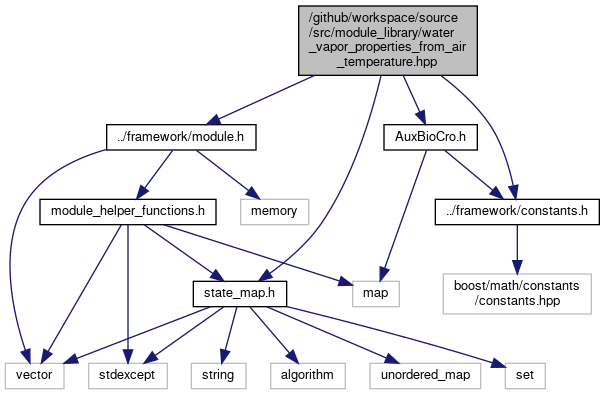 /github/workspace/source
/src/module_library/water
_vapor_properties_from_air
_temperature.hpp
../framework/module.h
AuxBioCro.h
module_helper_functions.h
memory
../framework/constants.h
state_map.h
map
boost/math/constants
/constants.hpp
vector
stdexcept
string
algorithm
unordered_map
set